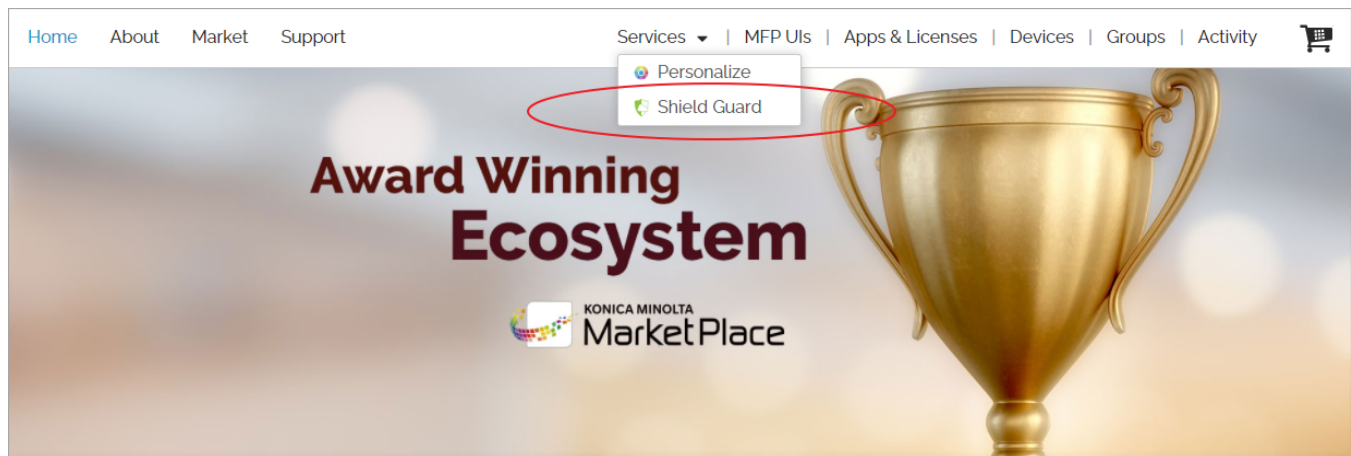 Home About Market Support Services | MFP UIs | Apps & Licenses | Devices | Groups | Activity
Personalize
Shield Guard
Award Winning
Ecosystem
KONICA MINOLTA
MarketPlace